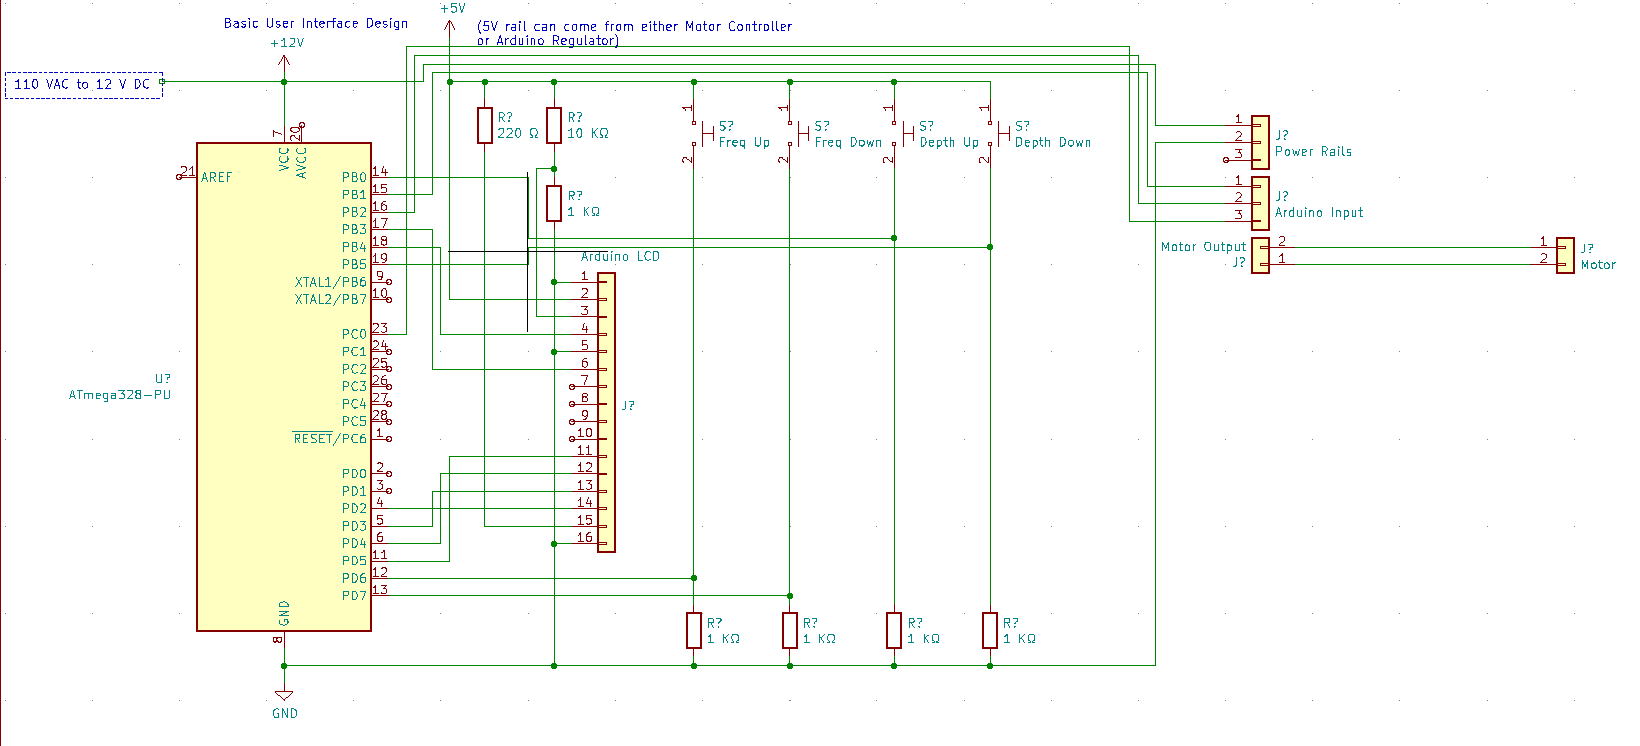 Basic User Interface Design
+5V
(5V rail can come from either Motor Controller
or Arduino Regulator)
+12V
110 VAC to 12 V DC
7
20
VCC
AVCC
21
AREF
PB0
14
PB1
15
PB2
16
PB3
17
PB4
18
PB5
19
XTAL1/PB6
9
XTAL2/PB7
10
PC0
23
PC1
24
PC2
25
PC3
26
PC4
27
PC5
28
RESET/PC6
1
PD0
2
PD1
3
PD2
4
PD3
5
PD4
6
PD5
11
PD6
12
PD7
13
U?
ATmega328-PU
GND
8
GND
R?
220 Ω
R?
10 KΩ
R?
1 KΩ
1
S?
Freq Up
2
1
S?
Freq Down
2
1
S?
Depth Up
2
1
S?
Depth Down
2
Arduino LCD
1
2
3
4
5
6
7
8
9
10
11
12
13
14
15
16
J?
R?
1 KΩ
R?
1 KΩ
R?
1 KΩ
R?
1 KΩ
1
2
3
J?
Power Rails
1
2
3
J?
Arduino Input
Motor Output
J?
2
1
1
2
J?
Motor